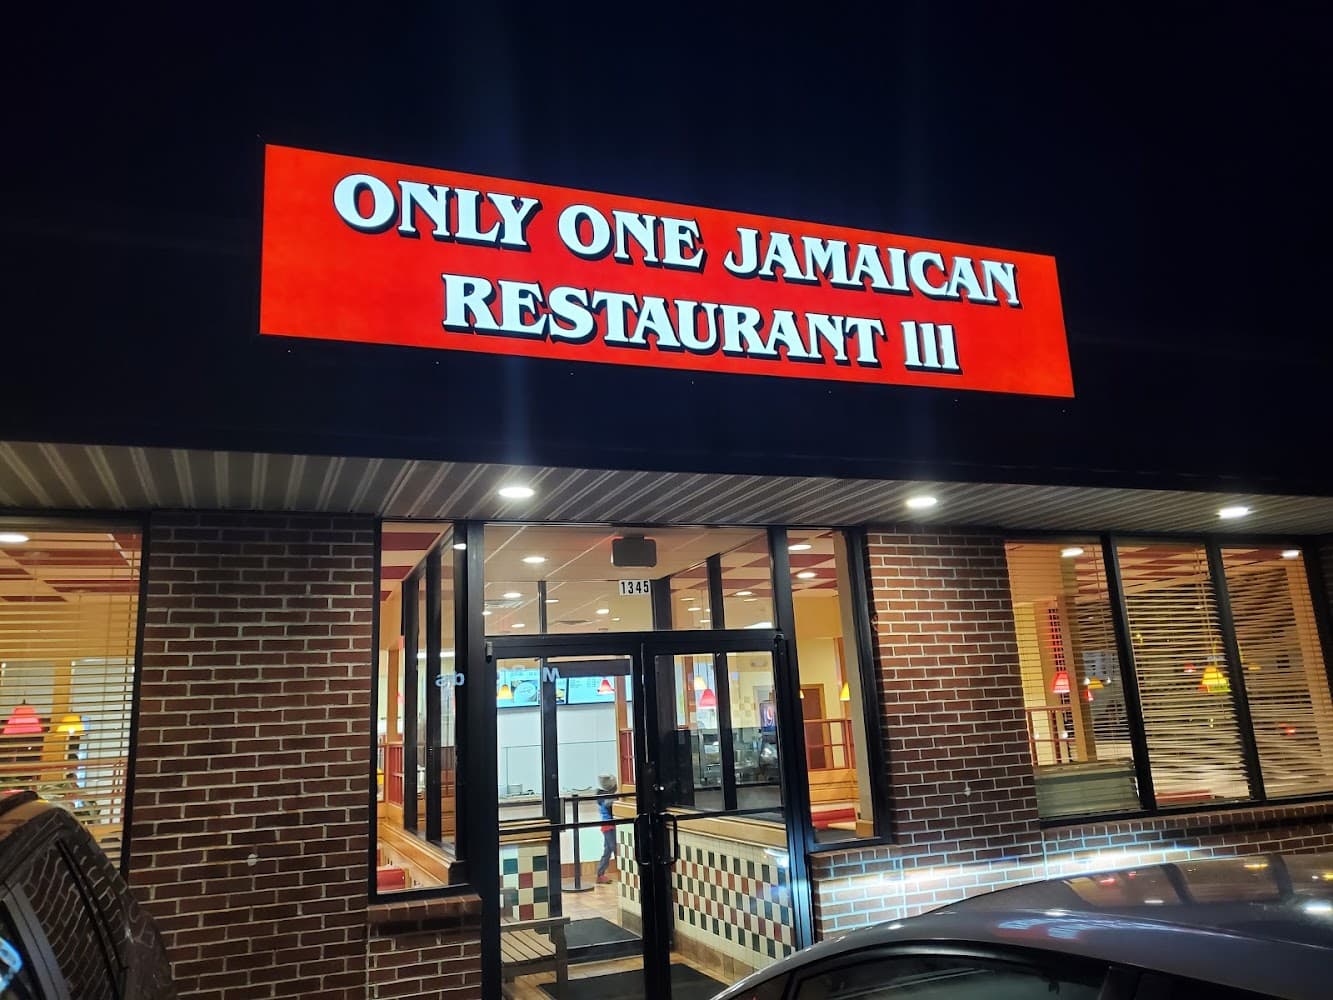 ONLY ONE JAMAICAN
RESTAURANT III
1345